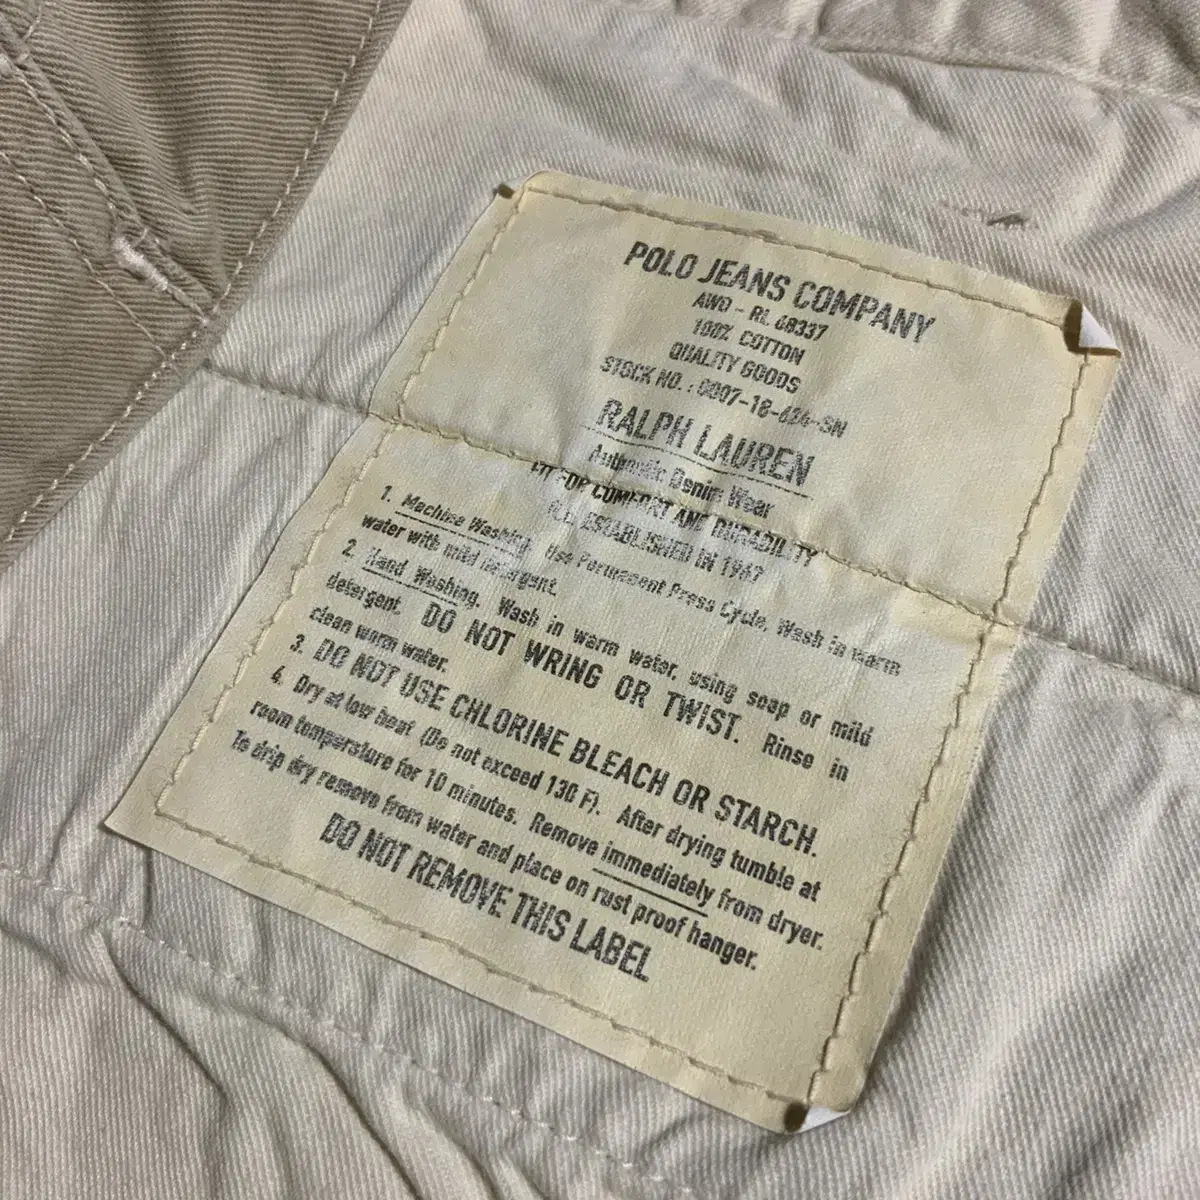 POLO JEANS COMPANY
AWD - RL 68337
100% COTTON
QUALITY GOODS
STOCK NO. : 0007-18-626-SN
RALPH LAUREN
Authentic Denim Wear
FOR COMFORT AND DURABILITY
ESTABLISHED IN 1967
1. Machine Washing. Use Permanent Press Cycle. Wash in warm
water with mild detergent.
2. Hand Washing. Wash in warm water, using soap or mild
detergent. DO NOT WRING OR TWIST. Rinse in
clean warm water.
3. DO NOT USE CHLORINE BLEACH OR STARCH.
4. Dry at low heat (Do not exceed 130 F). After drying tumble at
room temperature for 10 minutes. Remove immediately from dryer.
To drip dry remove from water and place on rust proof hanger.
DO NOT REMOVE THIS LABEL